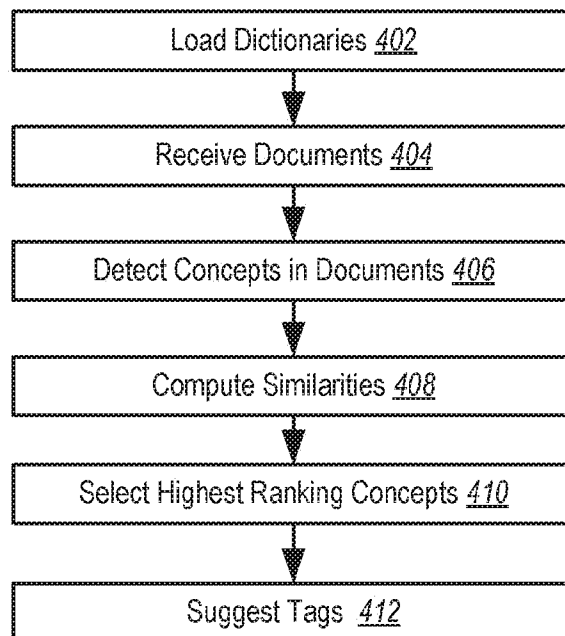 Load Dictionaries 402
Receive Documents 404
Detect Concepts in Documents 406
Compute Similarities 408
Select Highest Ranking Concepts 410
Suggest Tags 412